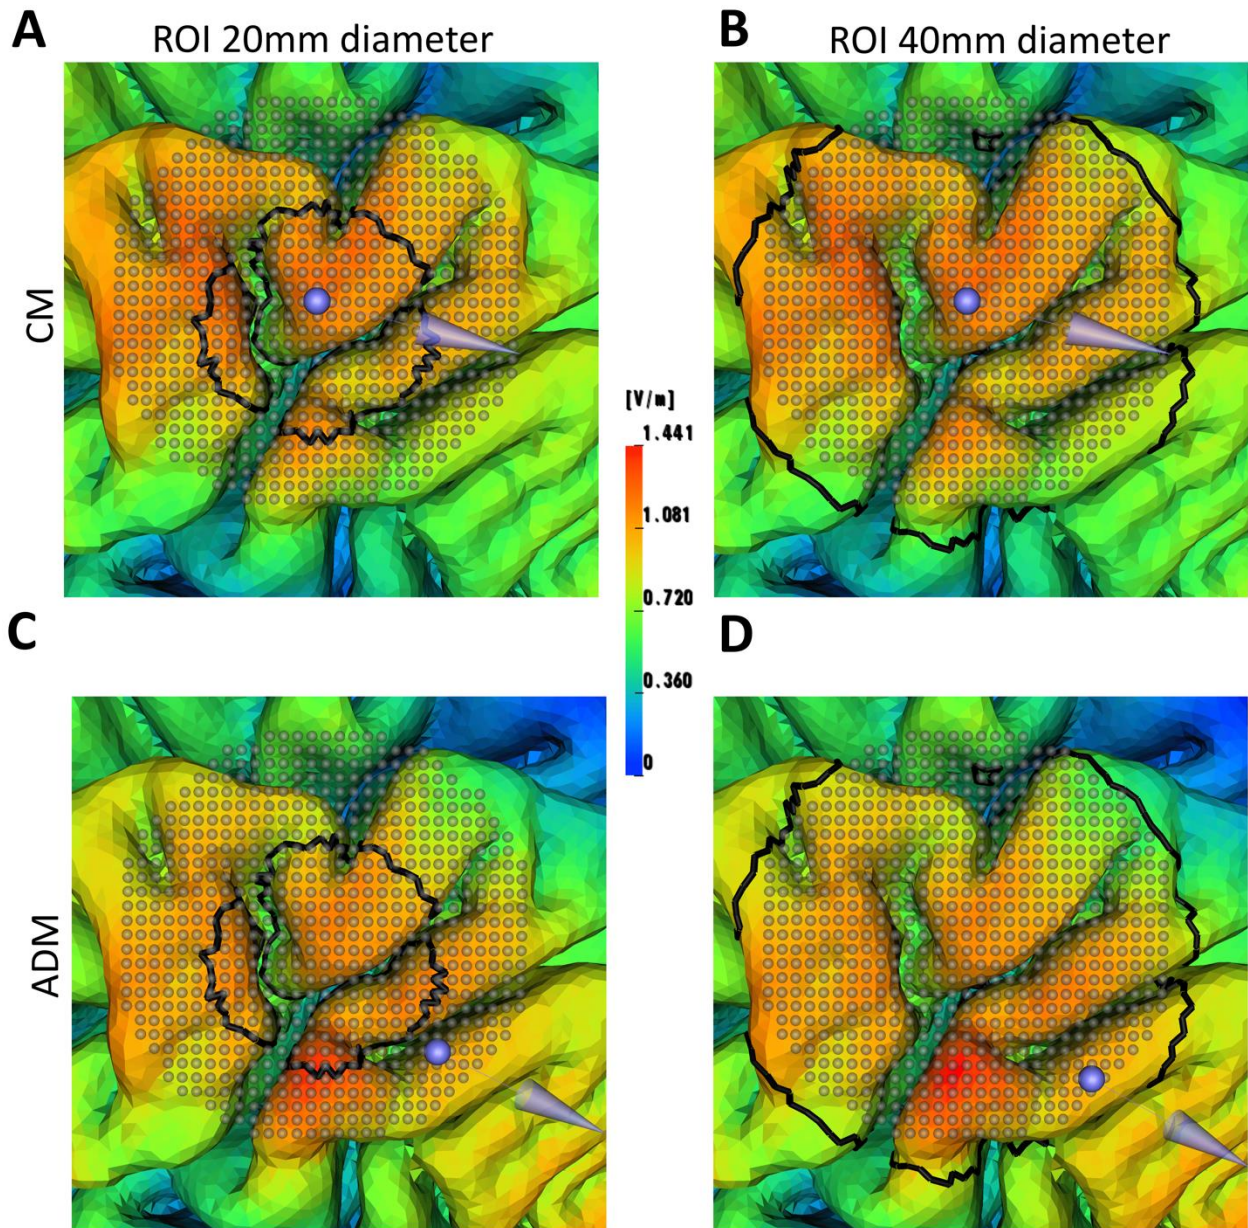 A
ROI 20mm diameter
B
ROI 40mm diameter
CM
[V/m]
1.441
1.081
0.720
0.360
0
C
D
ADM